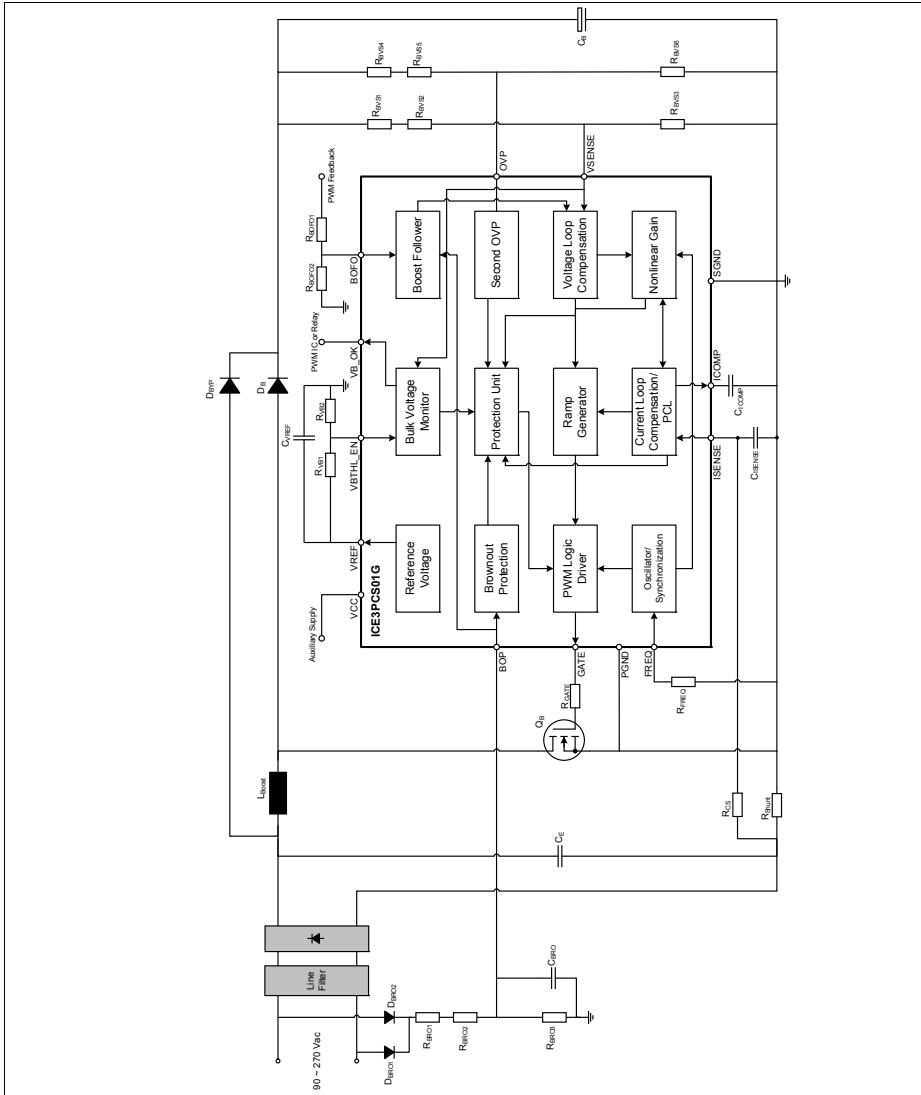 90 ~ 270 Vac
Line
Filter
DBRO1
DBRO2
RBRO1
RBRO2
RBRO3
CBRO
CE
LBoost
DBYP
DB
QB
RGATE
RCS
RShunt
RFREQ
BOP
GATE
PGND
FREQ
ICE3PCS01G
Auxiliary Supply
VCC
VREF
RVB1
RVB2
CVREF
VBTHL_EN
PWM IC or Relay
VB_OK
RBOFO2
RBOFO1
PWM Feedback
BOFO
Reference
Voltage
Bulk Voltage
Monitor
Boost Follower
Brownout
Protection
Protection Unit
Second OVP
PWM Logic
Driver
Ramp
Generator
Voltage Loop
Compensation
Oscillator/
Synchronization
Current Loop
Compensation/
PCL
Nonlinear Gain
ISENSE
CISENSE
ICOMP
CICOMP
SGND
OVP
VSENSE
RBVS1
RBVS2
RBVS3
RBVS4
RBVS5
RBVS6
CB